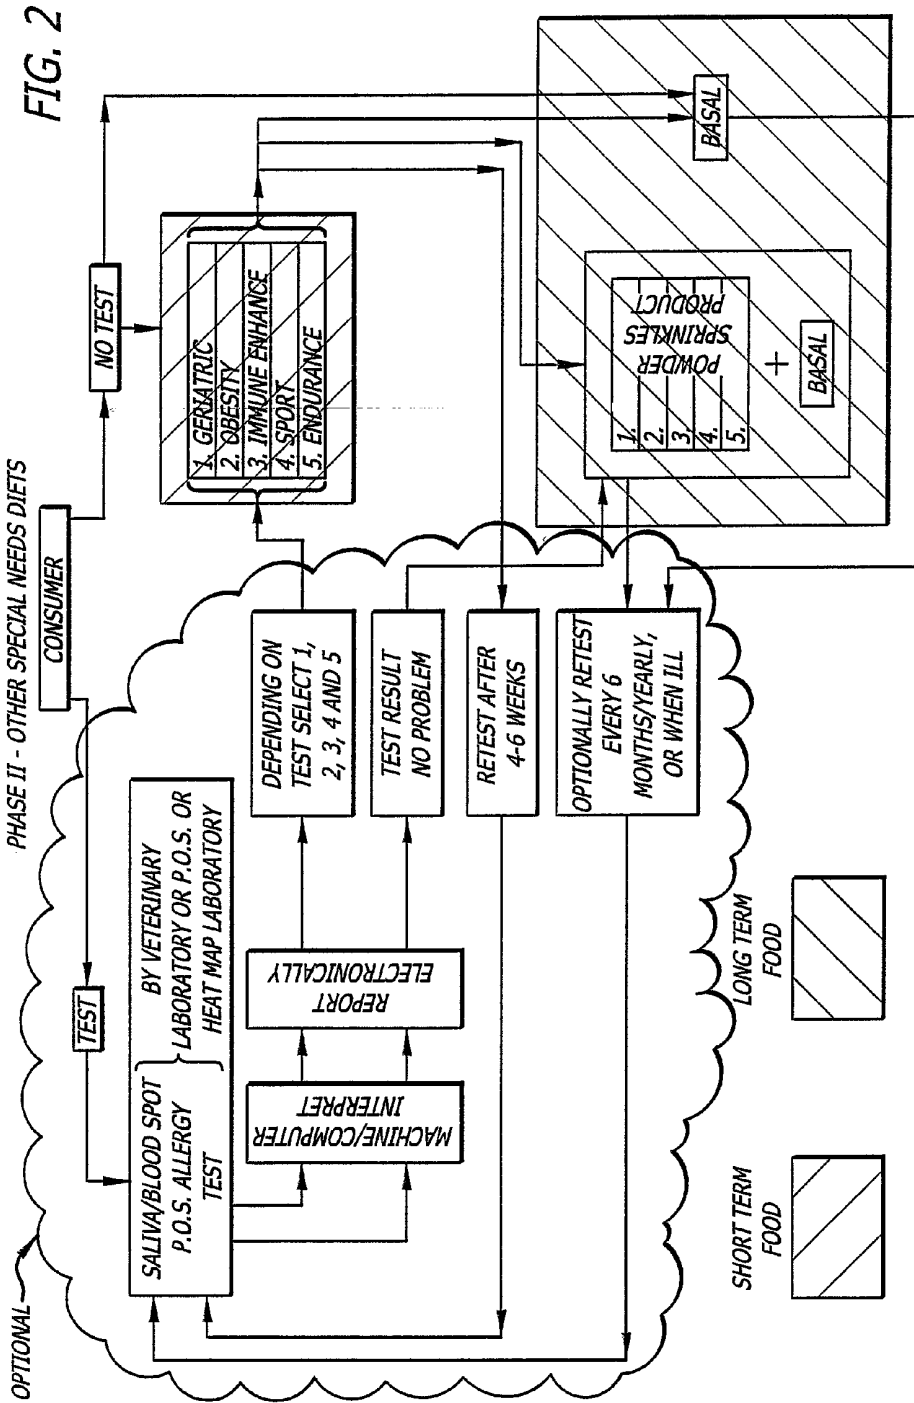 FIG. 2
PHASE II - OTHER SPECIAL NEEDS DIETS
CONSUMER
OPTIONAL
TEST
NO TEST
SALIVA/BLOOD SPOT
P.O.S. ALLERGY
TEST
BY VETERINARY
LABORATORY OR P.O.S. OR
HEAT MAP LABORATORY
MACHINE/COMPUTER
INTERPRET
REPORT
ELECTRONICALLY
DEPENDING ON
TEST SELECT 1,
2, 3, 4 AND 5
TEST RESULT
NO PROBLEM
RETEST AFTER
4-6 WEEKS
OPTIONALLY RETEST
EVERY 6
MONTHS/YEARLY,
OR WHEN ILL
1. GERIATRIC
2. OBESITY
3. IMMUNE ENHANCE
4. SPORT
5. ENDURANCE
1.
2.
3.
4.
5.
POWDER
SPRINKLES
PRODUCT
+
BASAL
BASAL
SHORT TERM
FOOD
LONG TERM
FOOD